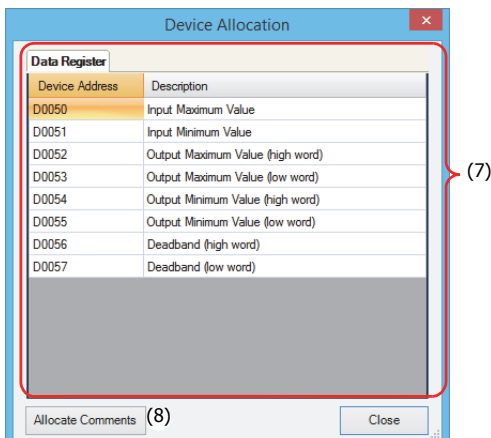 Device Allocation
Data Register
Device Address Description
D0050 Input Maximum Value
D0051 Input Minimum Value
D0052 Output Maximum Value (high word)
D0053 Output Maximum Value (low word)
D0054 Output Minimum Value (high word)
D0055 Output Minimum Value (low word)
D0056 Deadband (high word)
D0057 Deadband (low word)
(7)
Allocate Comments (8) Close